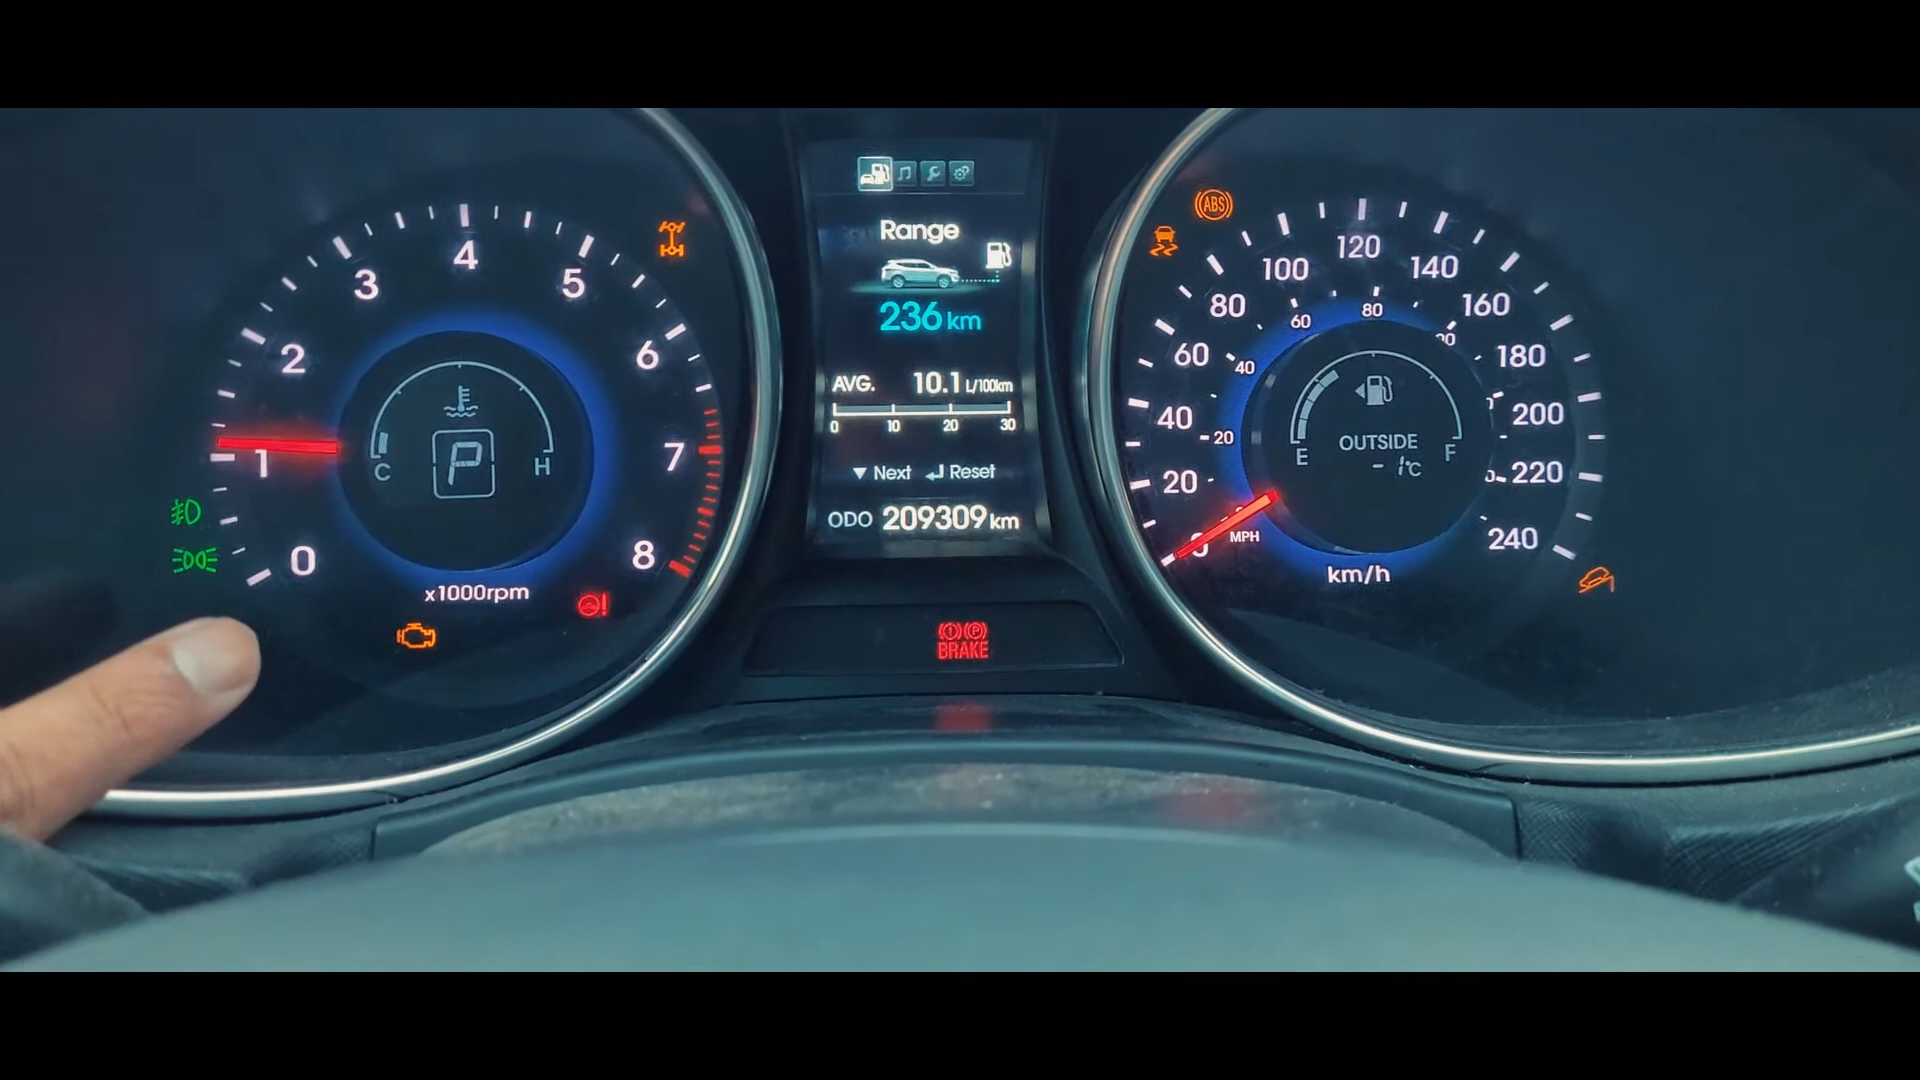 4
3
5
2
6
1
7
0
8
C
P
H
x1000rpm
Range
236 km
AVG. 10.1 L/100km
0 10 20 30
▼ Next ↵ Reset
ODO 209309 km
BRAKE
ABS
120
100
140
80
160
60
180
40
200
20
220
0
240
20
40
60
80
MPH
km/h
OUTSIDE
-1°C
E
F